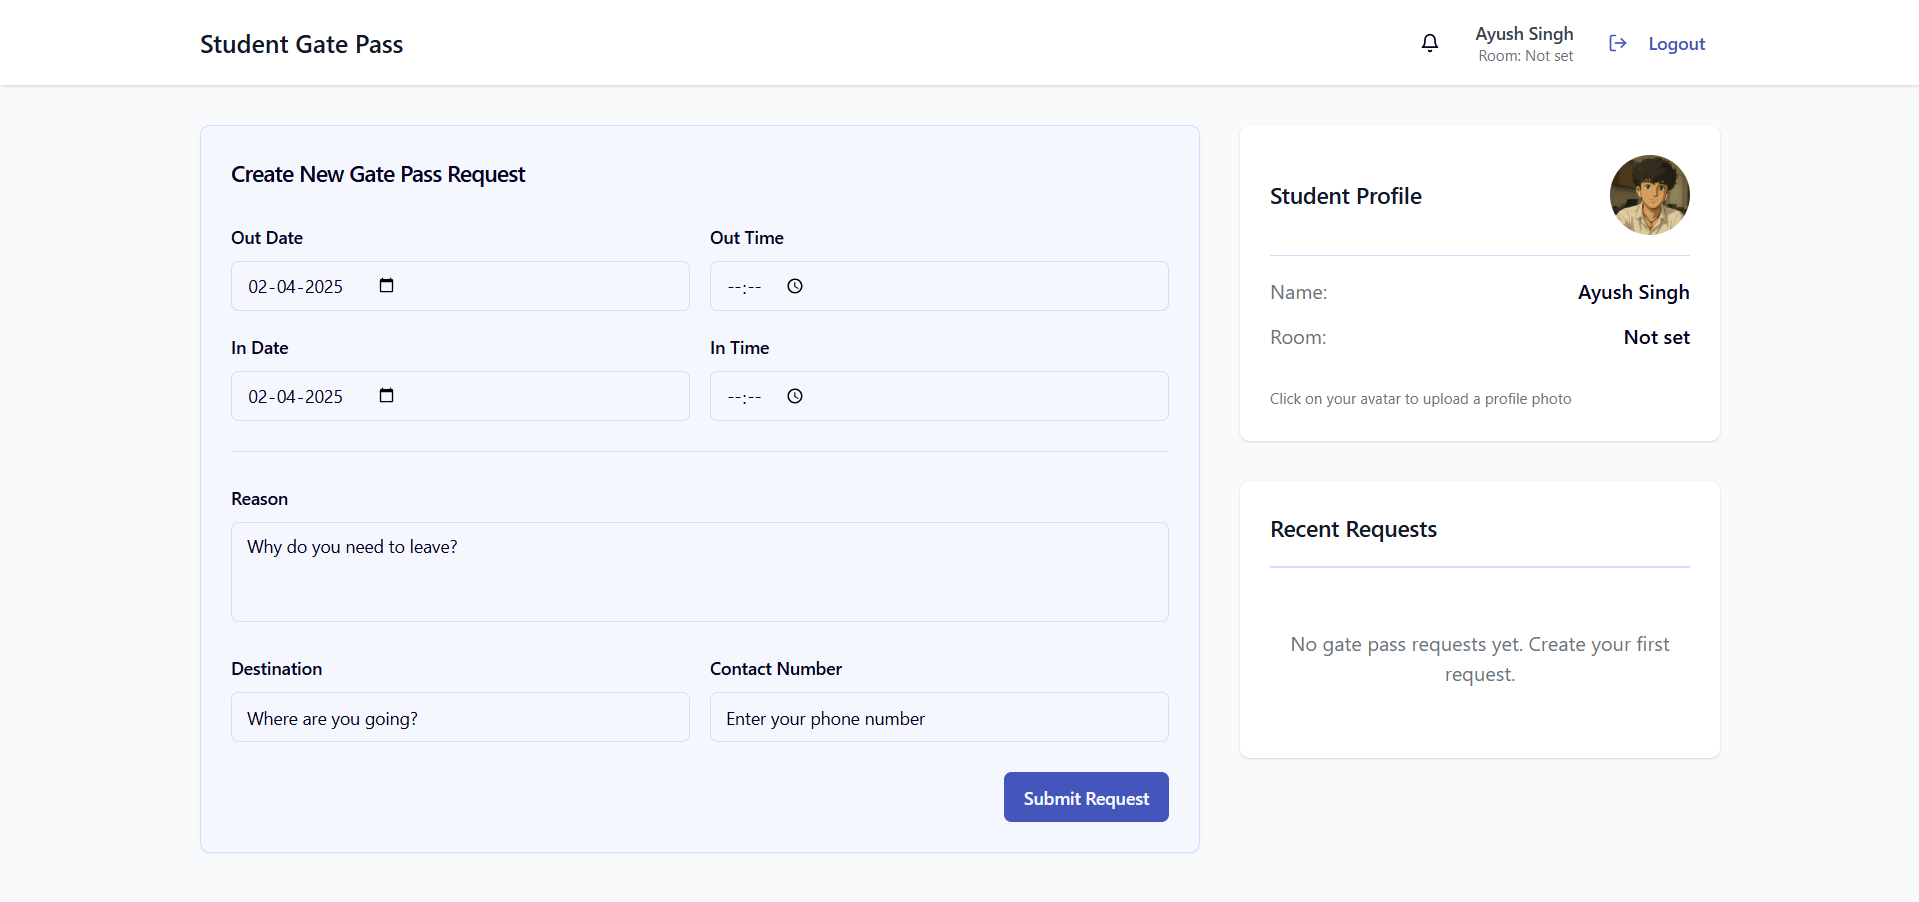 Student Gate Pass
Ayush Singh
Room: Not set
Logout
Create New Gate Pass Request
Out Date
Out Time
02-04-2025
--:--
In Date
In Time
02-04-2025
--:--
Reason
Why do you need to leave?
Destination
Contact Number
Where are you going?
Enter your phone number
Submit Request
Student Profile
Name:
Ayush Singh
Room:
Not set
Click on your avatar to upload a profile photo
Recent Requests
No gate pass requests yet. Create your first
request.